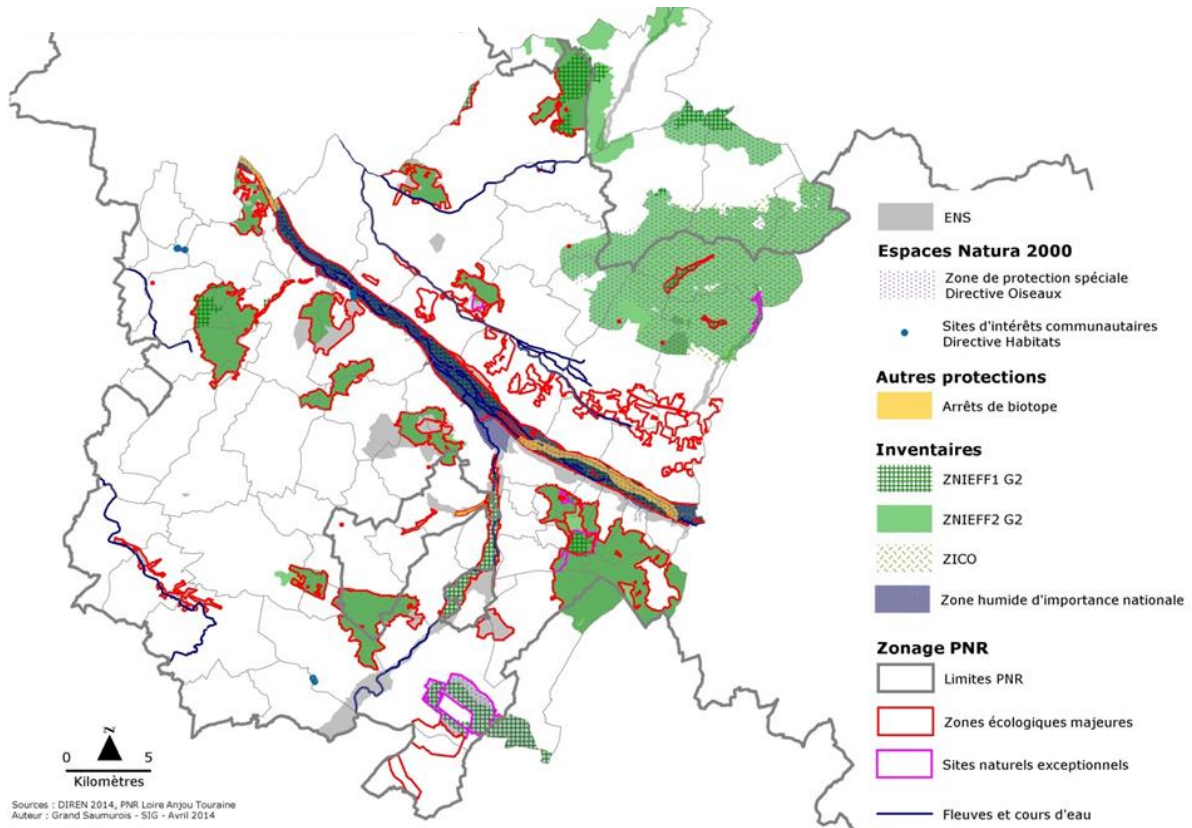 ENS
Espaces Natura 2000
Zone de protection spéciale
Directive Oiseaux
Sites d'intérêts communautaires
Directive Habitats
Autres protections
Arrêts de biotope
Inventaires
ZNIEFF1 G2
ZNIEFF2 G2
ZICO
Zone humide d'importance nationale
Zonage PNR
Limites PNR
Zones écologiques majeures
Sites naturels exceptionnels
Fleuves et cours d'eau
N
0 5
Kilomètres
Sources : DIREN 2014, PNR Loire Anjou Touraine
Auteur : Grand Saumurois - SIG - Avril 2014